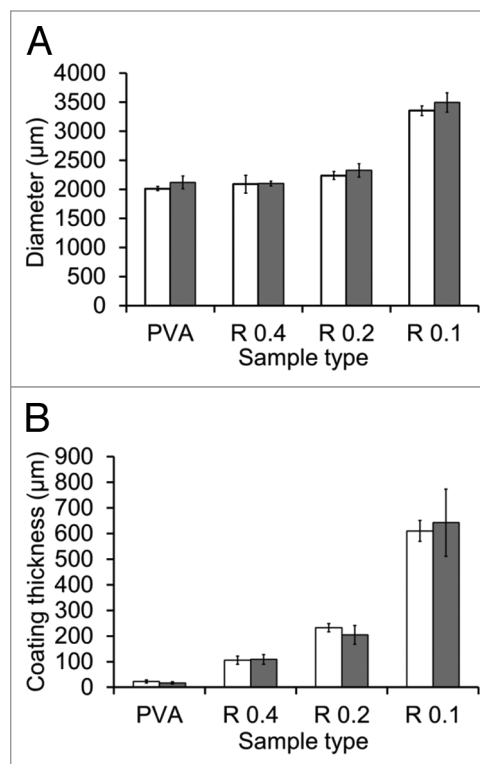 A
4000
3500
3000
2500
2000
1500
1000
500
0
Diameter (µm)
PVA R 0.4 R 0.2 R 0.1
Sample type
B
900
800
700
600
500
400
300
200
100
0
Coating thickness (µm)
PVA R 0.4 R 0.2 R 0.1
Sample type